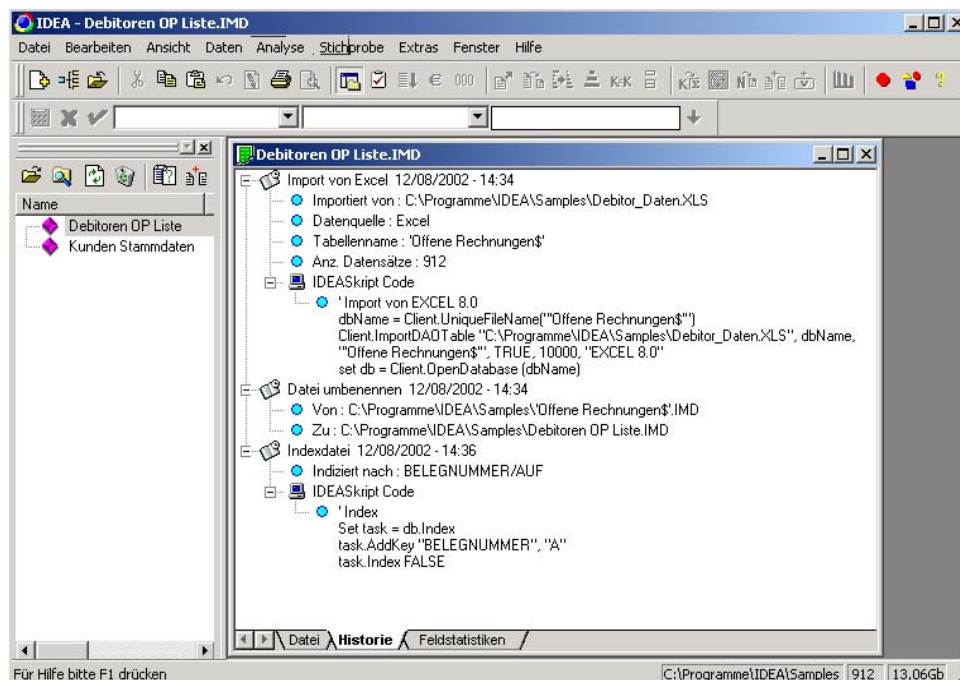 IDEA - Debitoren OP Liste.IMD
Datei Bearbeiten Ansicht Daten Analyse Stichprobe Extras Fenster Hilfe
Name
Debitoren OP Liste
Kunden Stammdaten
Debitoren OP Liste.IMD
Import von Excel 12/08/2002 - 14:34
Importiert von : C:\Programme\IDEA\Samples\Debitor_Daten.XLS
Datenquelle : Excel
Tabellenname : 'Offene Rechnungen$'
Anz. Datensätze : 912
IDEASkript Code
' Import von EXCEL 8.0
dbName = Client.UniqueFileName("'Offene Rechnungen$'")
Client.ImportDAOTable "C:\Programme\IDEA\Samples\Debitor_Daten.XLS", dbName,
"'Offene Rechnungen$'", TRUE, 10000, "EXCEL 8.0"
set db = Client.OpenDatabase (dbName)
Datei umbenennen 12/08/2002 - 14:34
Von : C:\Programme\IDEA\Samples\'Offene Rechnungen$'.IMD
Zu : C:\Programme\IDEA\Samples\Debitoren OP Liste.IMD
Indexdatei 12/08/2002 - 14:36
Indiziert nach : BELEGNUMMER/AUF
IDEASkript Code
' Index
Set task = db.Index
task.AddKey "BELEGNUMMER", "A"
task.Index FALSE
Datei Historie Feldstatistiken
Für Hilfe bitte F1 drücken C:\Programme\IDEA\Samples 912 13,06Gb